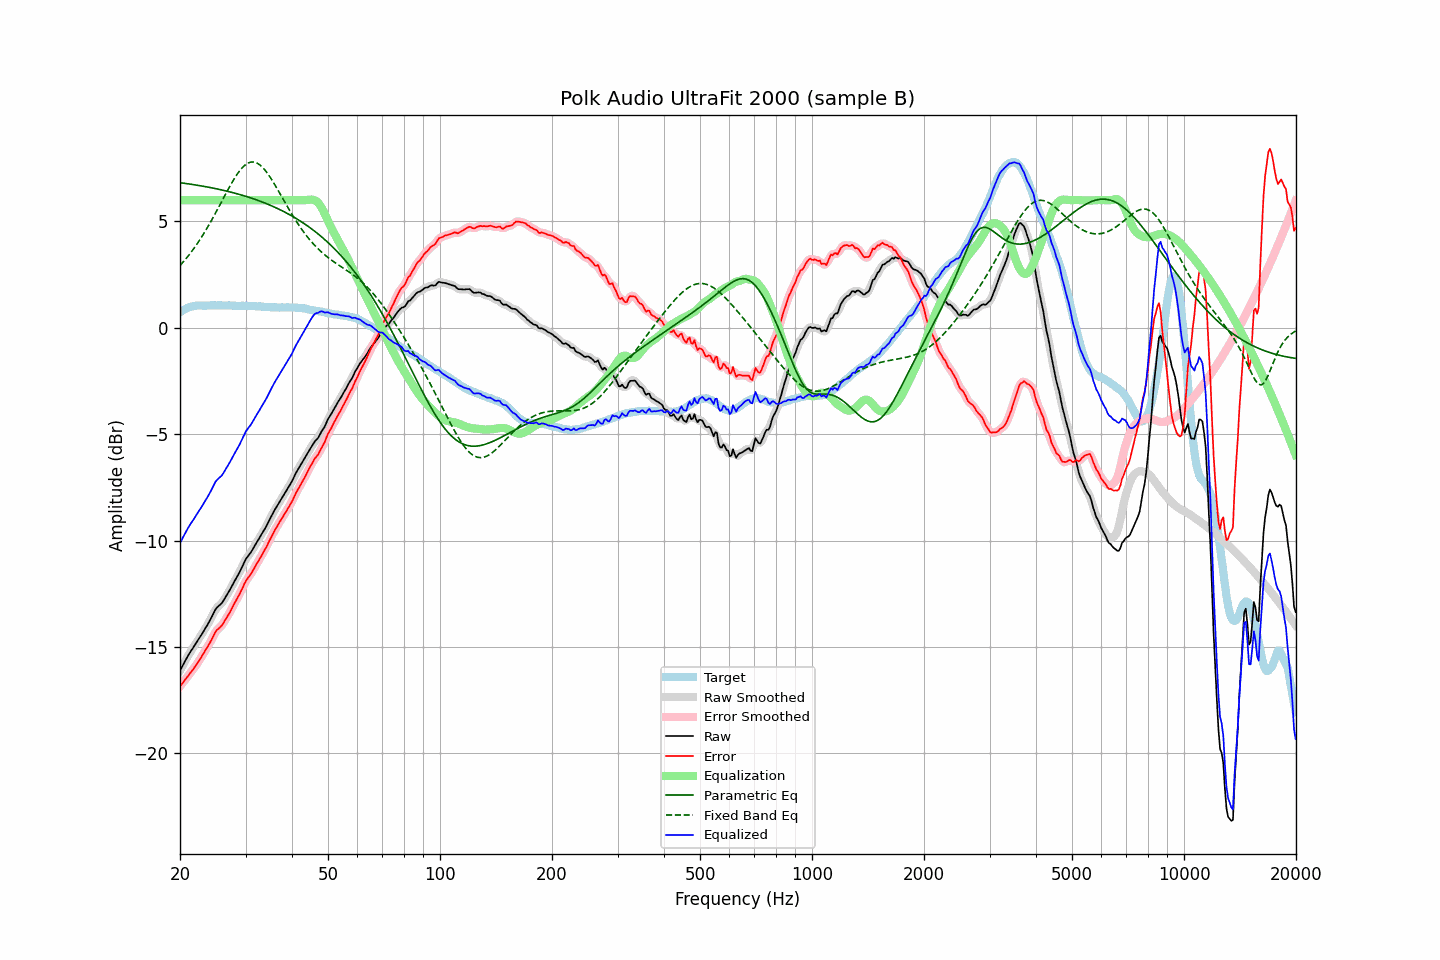 Polk Audio UltraFit 2000 (sample B)
Amplitude (dBr)
5
0
−5
−10
−15
−20
Target
Raw Smoothed
Error Smoothed
Raw
Error
Equalization
Parametric Eq
Fixed Band Eq
Equalized
20
50
100
200
500
1000
2000
5000
10000
20000
Frequency (Hz)